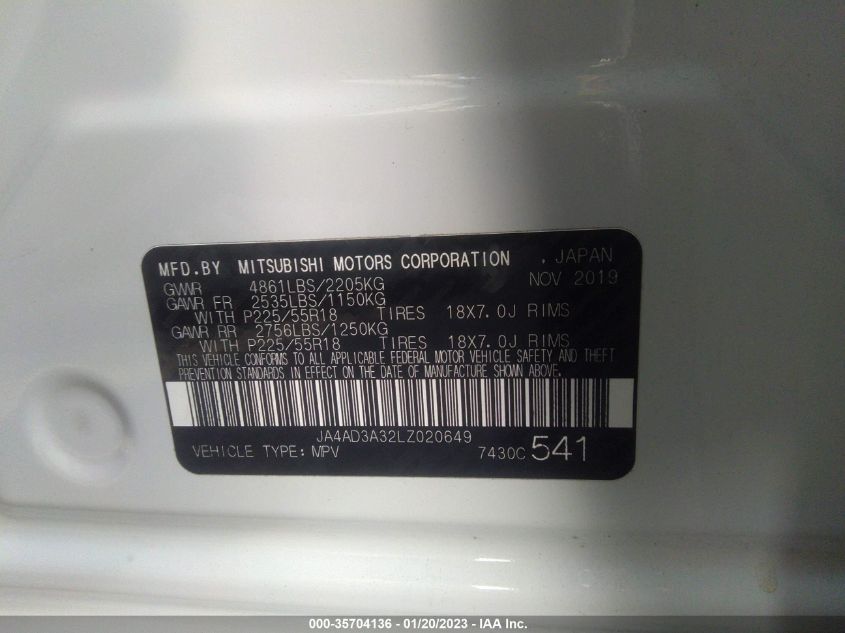 MFD.BY MITSUBISHI MOTORS CORPORATION . JAPAN
GVWR 4861LBS/2205KG NOV 2019
GAWR FR 2535LBS/1150KG
WITH P225/55R18 TIRES 18X7.0J RIMS
GAWR RR 2756LBS/1250KG
WITH P225/55R18 TIRES 18X7.0J RIMS
THIS VEHICLE CONFORMS TO ALL APPLICABLE FEDERAL MOTOR VEHICLE SAFETY AND THEFT
PREVENTION STANDARDS IN EFFECT ON THE DATE OF MANUFACTURE SHOWN ABOVE.
JA4AD3A32LZ020649
VEHICLE TYPE: MPV 7430C 541
000-35704136 - 01/20/2023 - IAAI.com